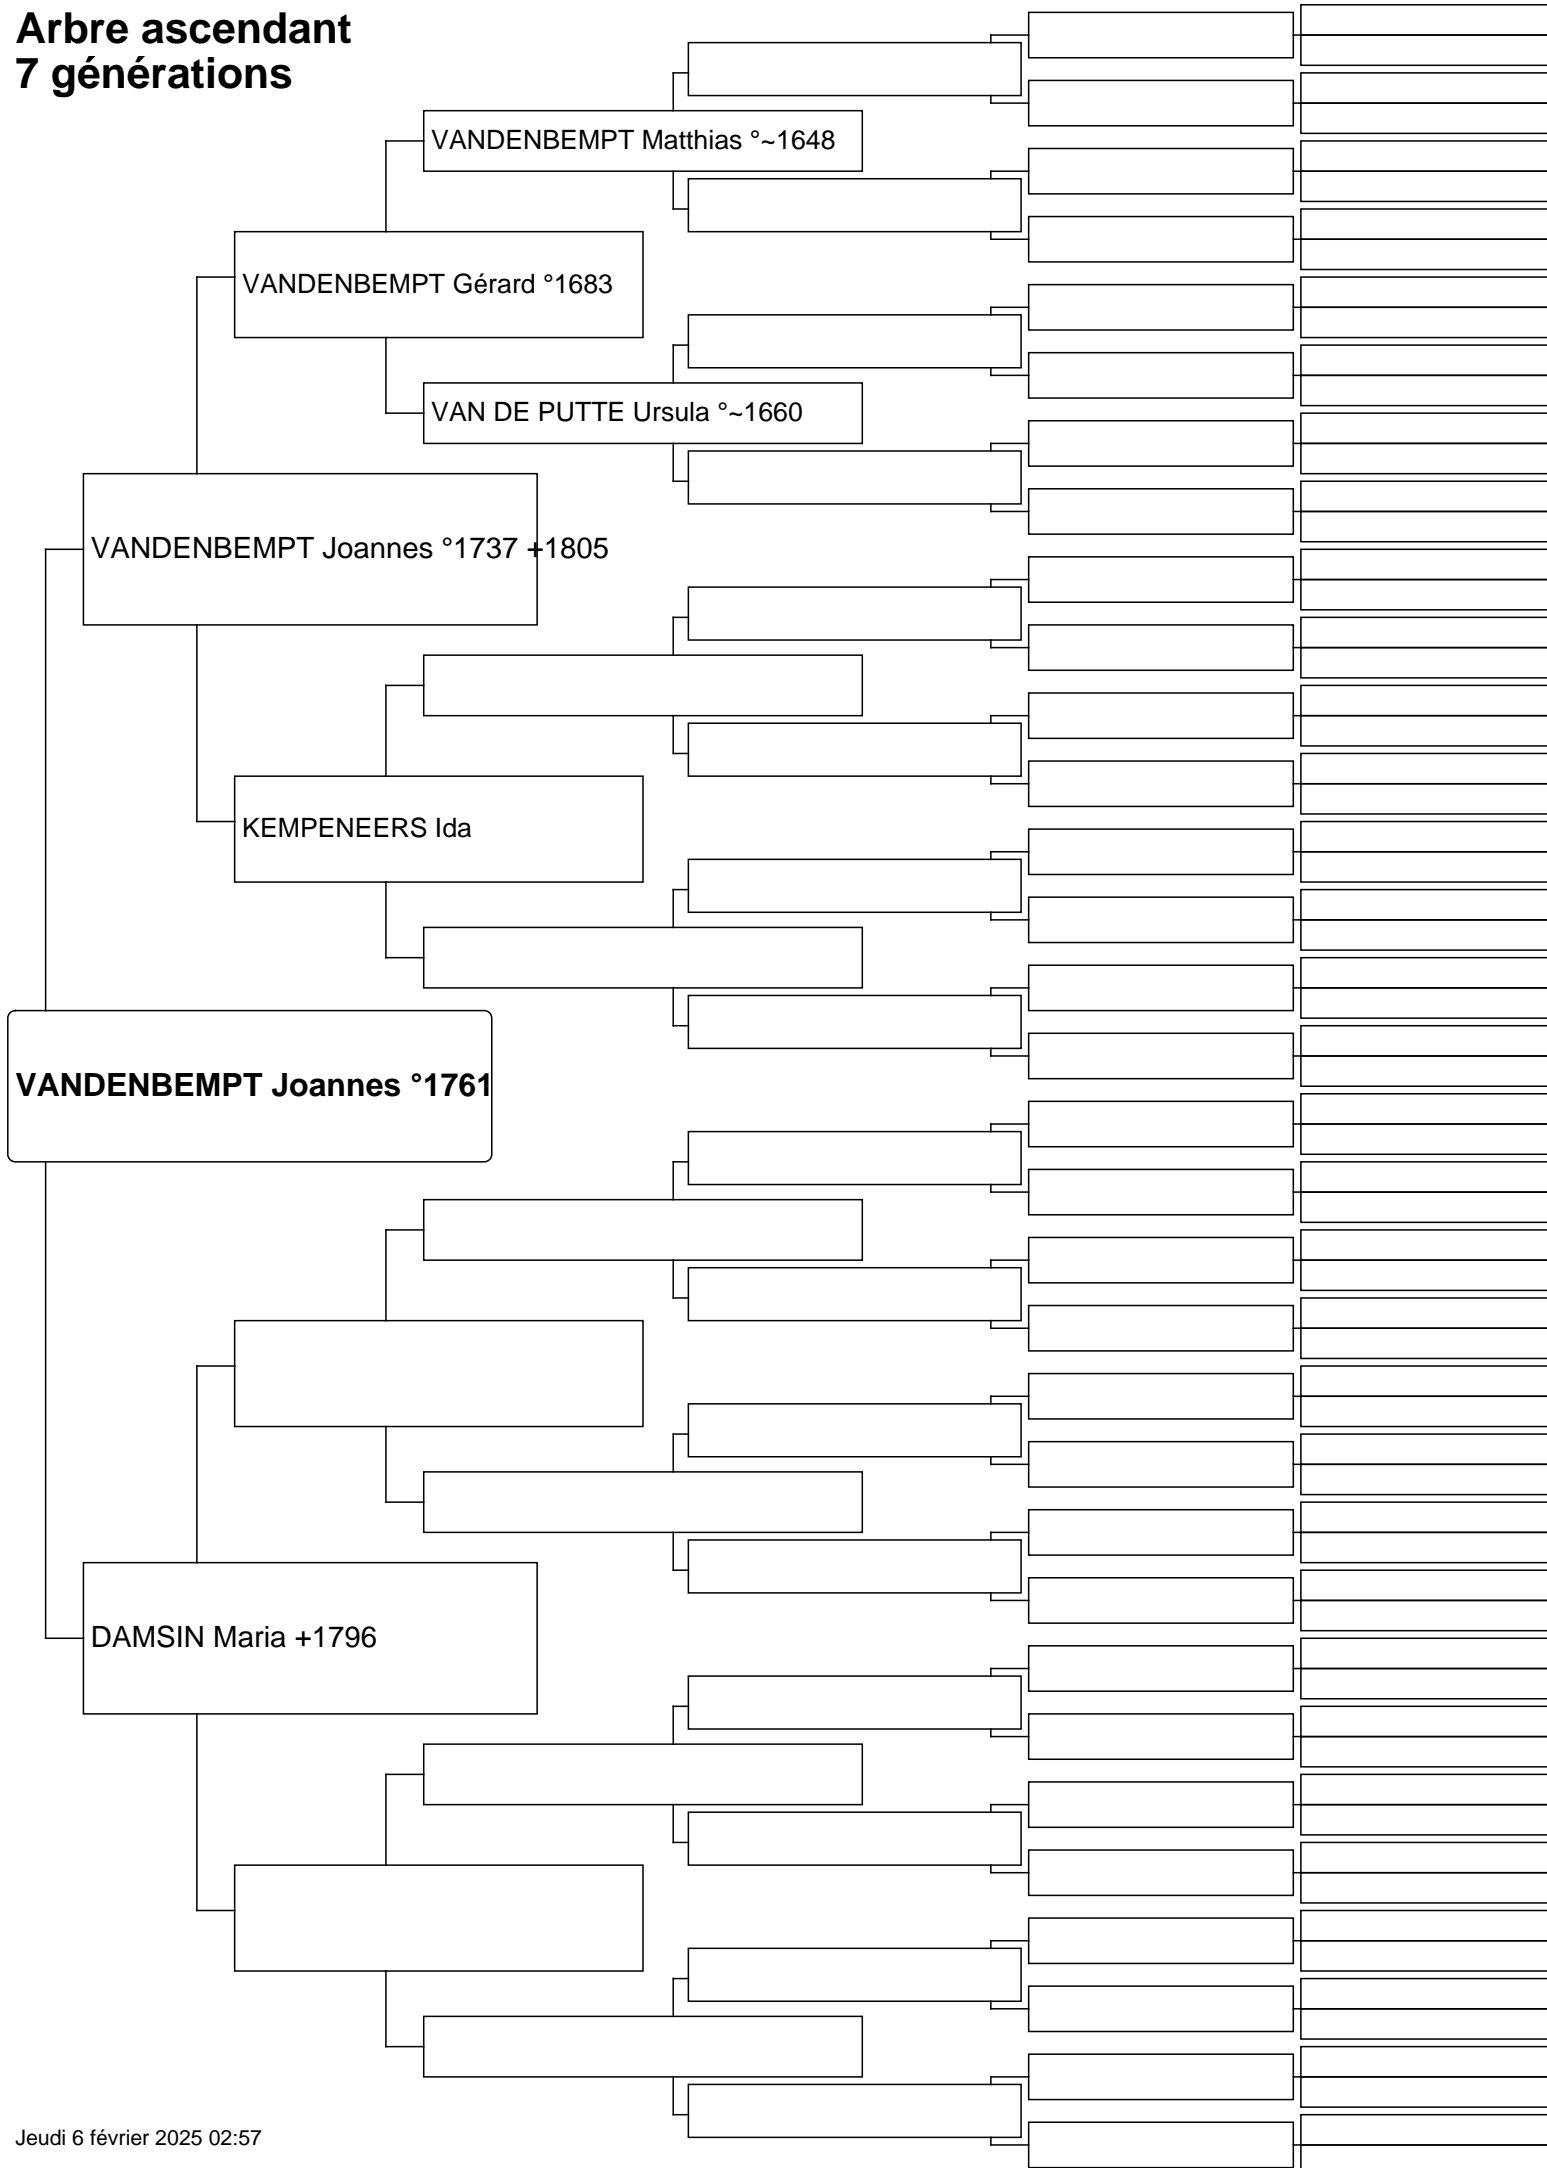 Arbre ascendant
7 générations
VANDENBEMPT Matthias °~1648
VANDENBEMPT Gérard °1683
VAN DE PUTTE Ursula °~1660
VANDENBEMPT Joannes °1737 +1805
KEMPENEERS Ida
VANDENBEMPT Joannes °1761
DAMSIN Maria +1796
Jeudi 6 février 2025 02:57